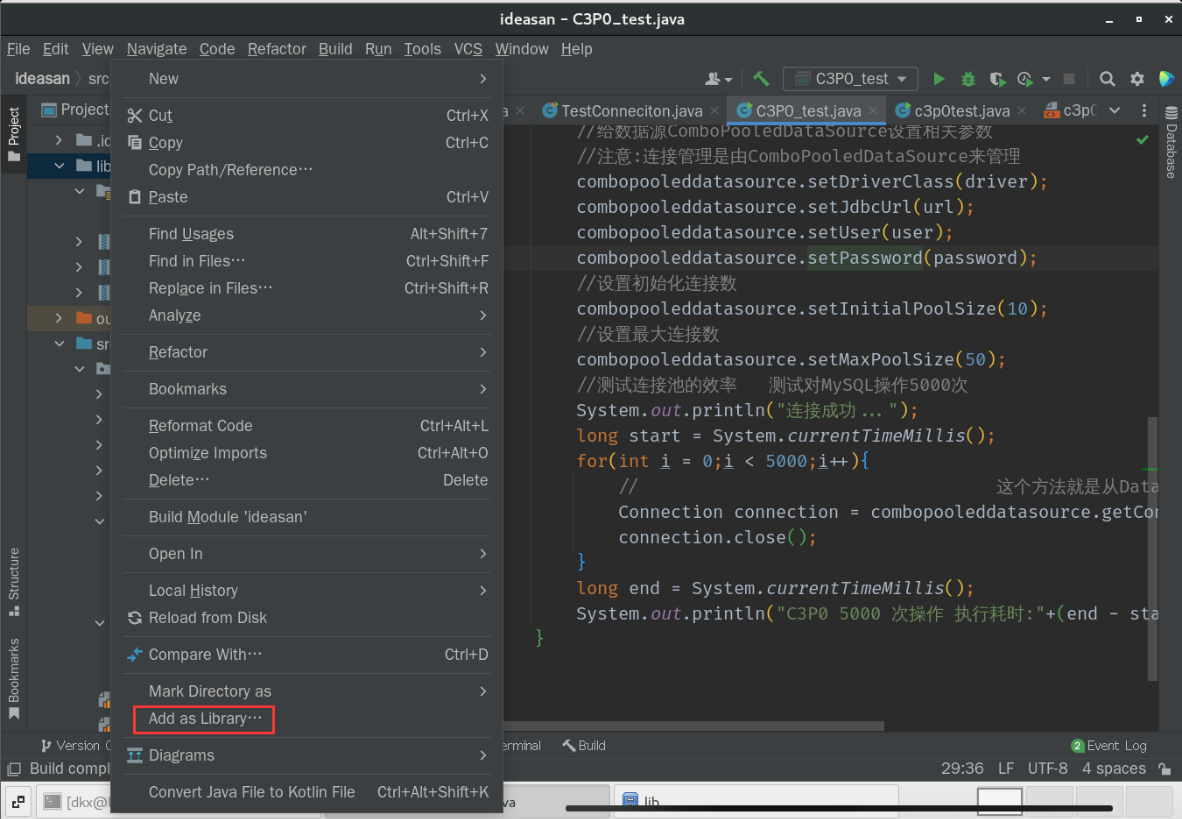 ideasan – C3P0_test.java
File Edit View Navigate Code Refactor Build Run Tools VCS Window Help
ideasan src
C3P0_test
Project
TestConneciton.java
C3P0_test.java
c3p0test.java
Project
Database
New
Cut Ctrl+X
Copy Ctrl+C
Copy Path/Reference···
Paste Ctrl+V
Find Usages Alt+Shift+7
Find in Files··· Ctrl+Shift+F
Replace in Files··· Ctrl+Shift+R
Analyze
Refactor
Bookmarks
Reformat Code Ctrl+Alt+L
Optimize Imports Ctrl+Alt+O
Delete··· Delete
Build Module 'ideasan'
Open In
Local History
Reload from Disk
Compare With··· Ctrl+D
Mark Directory as
Add as Library···
Diagrams
Convert Java File to Kotlin File Ctrl+Alt+Shift+K
lib
//给数据源ComboPooledDataSource设置相关参数
//注意:连接管理是由ComboPooledDataSource来管理
combopooleddatasource.setDriverClass(driver);
combopooleddatasource.setJdbcUrl(url);
combopooleddatasource.setUser(user);
combopooleddatasource.setPassword(password);
//设置初始化连接数
combopooleddatasource.setInitialPoolSize(10);
//设置最大连接数
combopooleddatasource.setMaxPoolSize(50);
//测试连接池的效率 测试对MySQL操作5000次
System.out.println("连接成功...");
long start = System.currentTimeMillis();
for(int i = 0;i < 5000;i++){
// 这个方法就是从Data
Connection connection = combopooleddatasource.getCon
connection.close();
}
long end = System.currentTimeMillis();
System.out.println("C3P0 5000 次操作 执行耗时:"+(end - sta
}
Structure
Bookmarks
Version
erminal
Build
2 Event Log
Build compl
29:36 LF UTF-8 4 spaces
[dkx@
va
lib